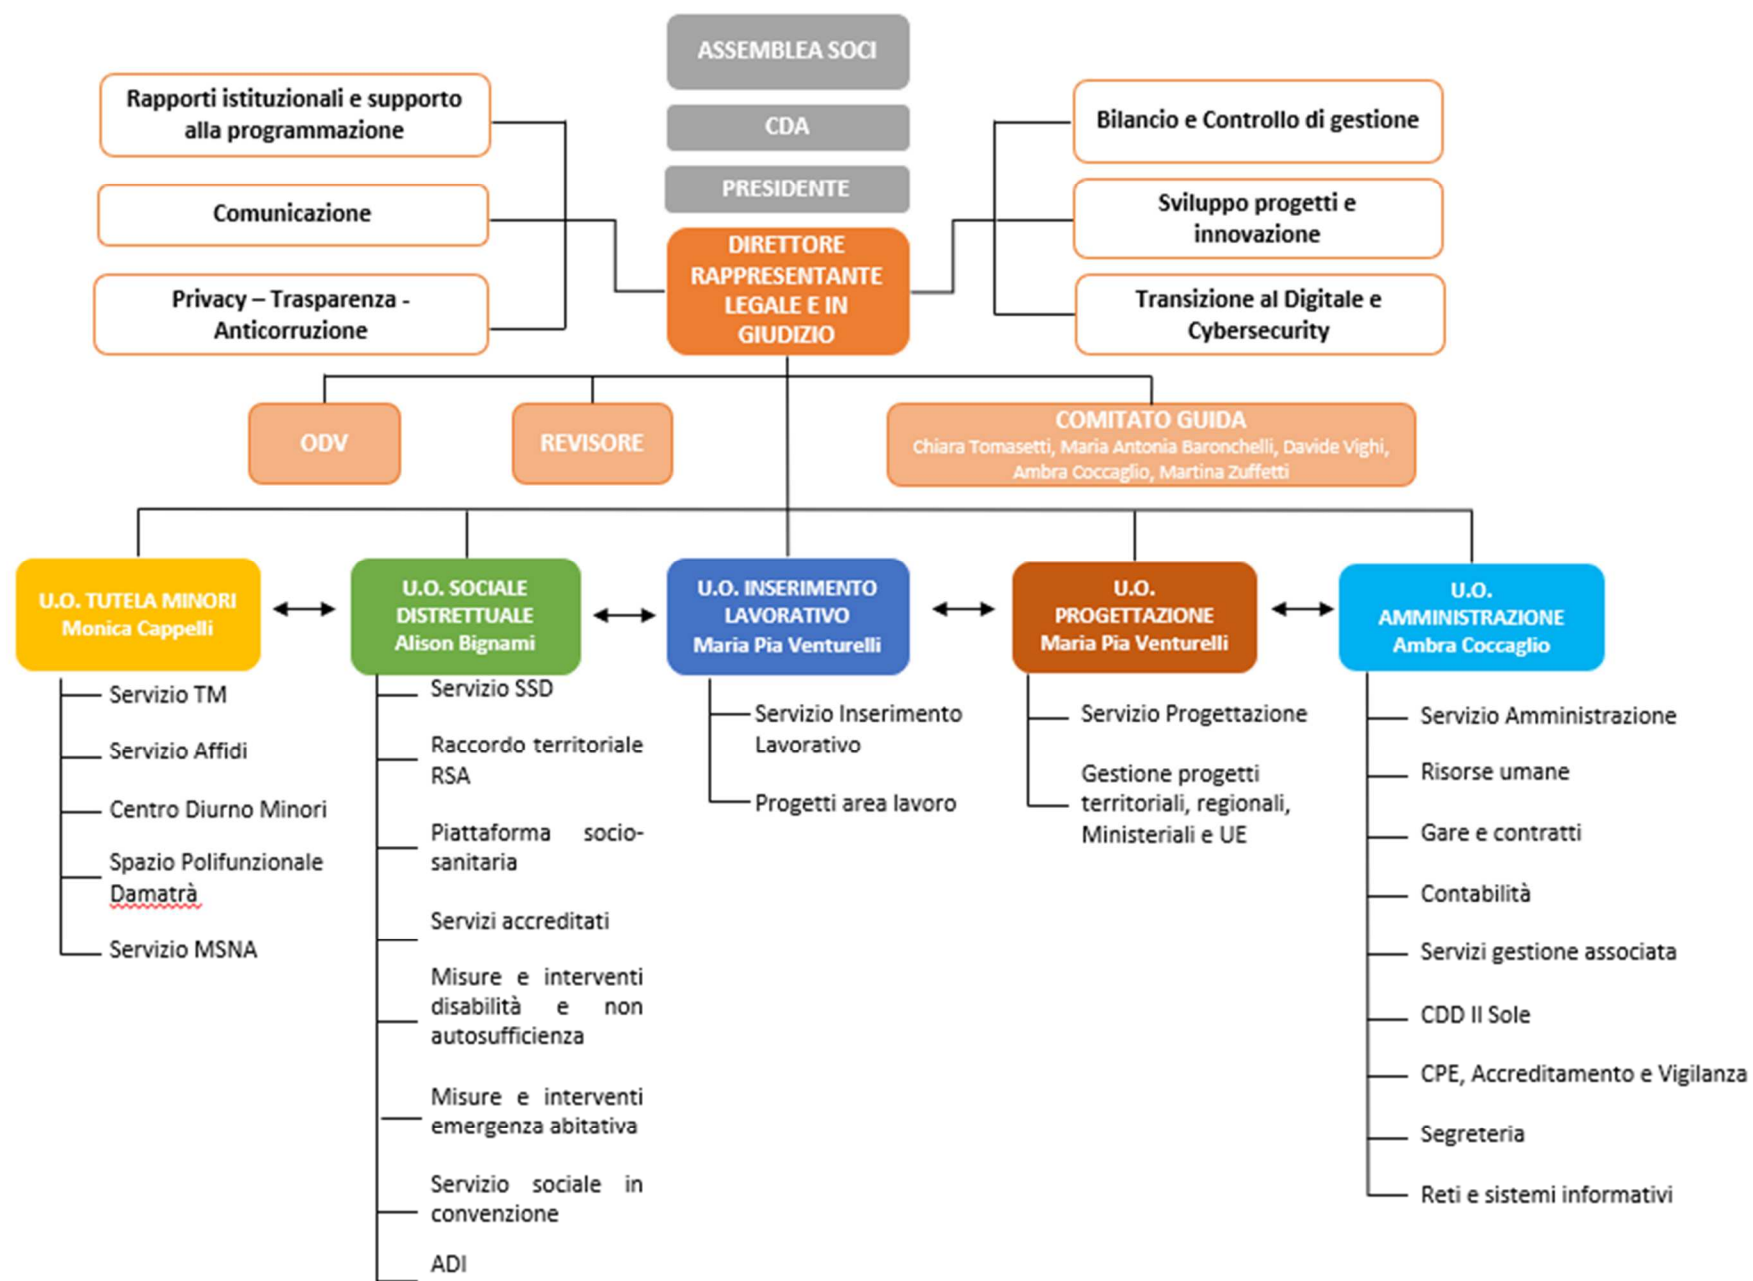 ASSEMBLEA SOCI
CDA
PRESIDENTE
DIRETTORE
RAPPRESENTANTE
LEGALE E IN
GIUDIZIO
Rapporti istituzionali e supporto
alla programmazione
Comunicazione
Privacy – Trasparenza -
Anticorruzione
Bilancio e Controllo di gestione
Sviluppo progetti e
innovazione
Transizione al Digitale e
Cybersecurity
ODV
REVISORE
COMITATO GUIDA
Chiara Tomasetti, Maria Antonia Baronchelli, Davide Vighi,
Ambra Coccaglio, Martina Zuffetti
U.O. TUTELA MINORI
Monica Cappelli
Servizio TM
Servizio Affidi
Centro Diurno Minori
Spazio Polifunzionale
Damatrà
Servizio MSNA
U.O. SOCIALE
DISTRETTUALE
Alison Bignami
Servizio SSD
Raccordo territoriale
RSA
Piattaforma socio-
sanitaria
Servizi accreditati
Misure e interventi
disabilità e non
autosufficienza
Misure e interventi
emergenza abitativa
Servizio sociale in
convenzione
ADI
U.O. INSERIMENTO
LAVORATIVO
Maria Pia Venturelli
Servizio Inserimento
Lavorativo
Progetti area lavoro
U.O.
PROGETTAZIONE
Maria Pia Venturelli
Servizio Progettazione
Gestione progetti
territoriali, regionali,
Ministeriali e UE
U.O.
AMMINISTRAZIONE
Ambra Coccaglio
Servizio Amministrazione
Risorse umane
Gare e contratti
Contabilità
Servizi gestione associata
CDD Il Sole
CPE, Accreditamento e Vigilanza
Segreteria
Reti e sistemi informativi